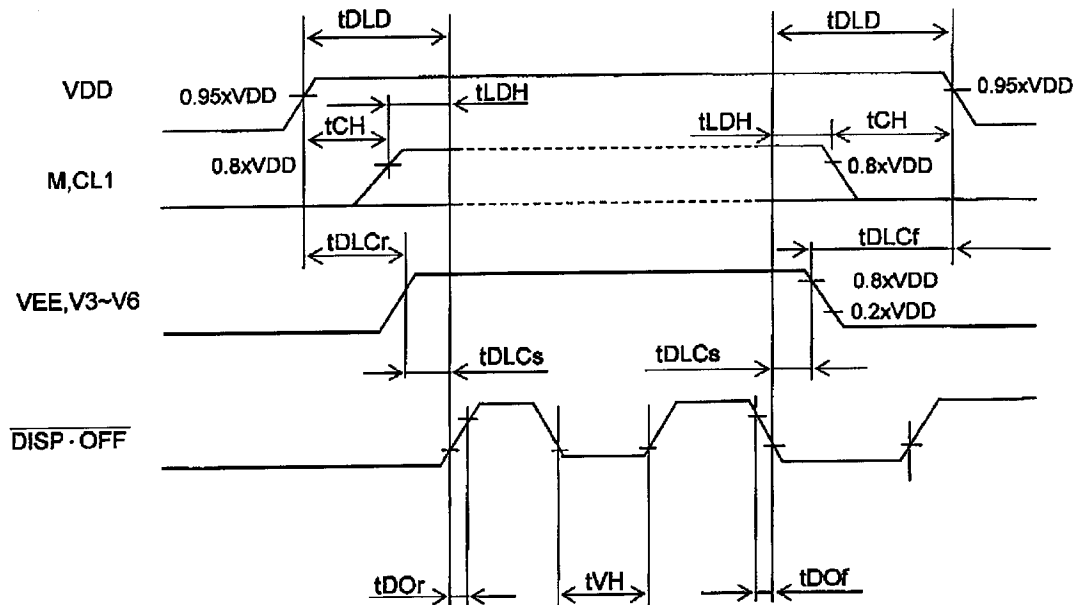 tDLD tDLD
VDD 0.95xVDD tLDH 0.95xVDD
tCH tLDH tCH
M,CL1 0.8xVDD 0.8xVDD
tDLCr tDLCf
VEE,V3~V6 0.8xVDD
0.2xVDD
tDLCs tDLCs
DISP·OFF
tDOr tVH tDOf